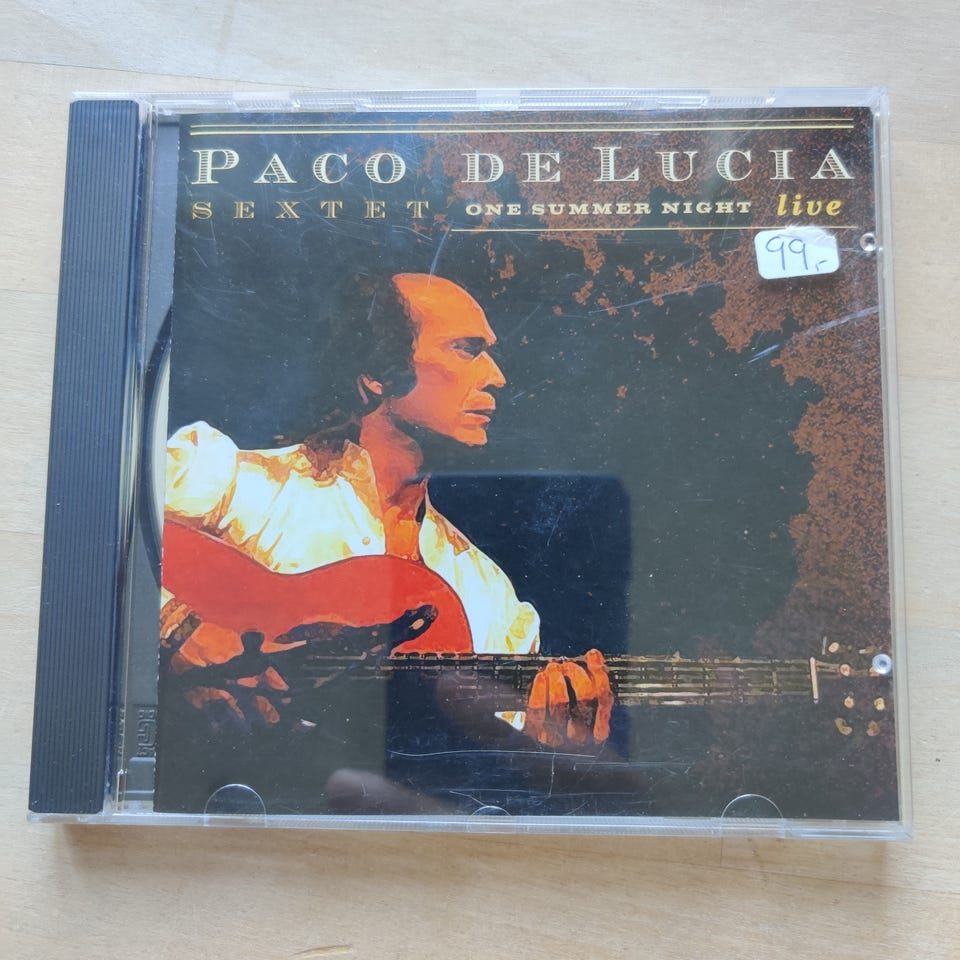 PACO DE LUCIA
SEXTET ONE SUMMER NIGHT live
99,-